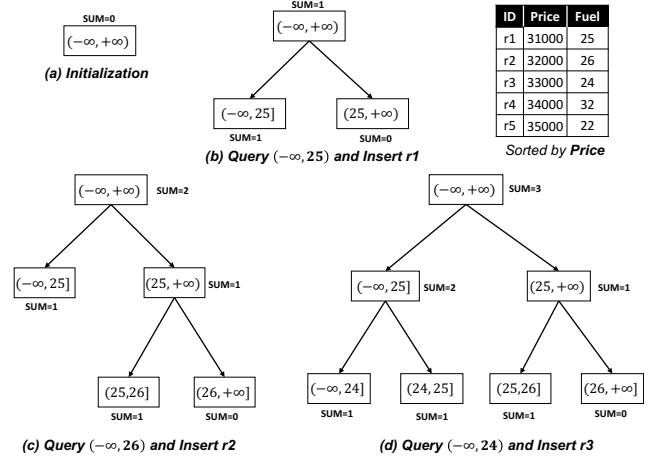 SUM=0
(−∞, +∞)
(a) Initialization
SUM=1
(−∞, +∞)
(−∞, 25]
(25, +∞)
SUM=1
SUM=0
(b) Query (−∞, 25) and Insert r1
ID Price Fuel
r1 31000 25
r2 32000 26
r3 33000 24
r4 34000 32
r5 35000 22
Sorted by Price
(−∞, +∞)
SUM=2
(−∞, 25]
SUM=1
(25, +∞)
SUM=1
(25,26]
(26, +∞]
SUM=1
SUM=0
(c) Query (−∞, 26) and Insert r2
(−∞, +∞)
SUM=3
(−∞, 25]
SUM=2
(25, +∞)
SUM=1
(−∞, 24]
(24, 25]
(25,26]
(26, +∞]
SUM=1
SUM=1
SUM=1
SUM=0
(d) Query (−∞, 24) and Insert r3